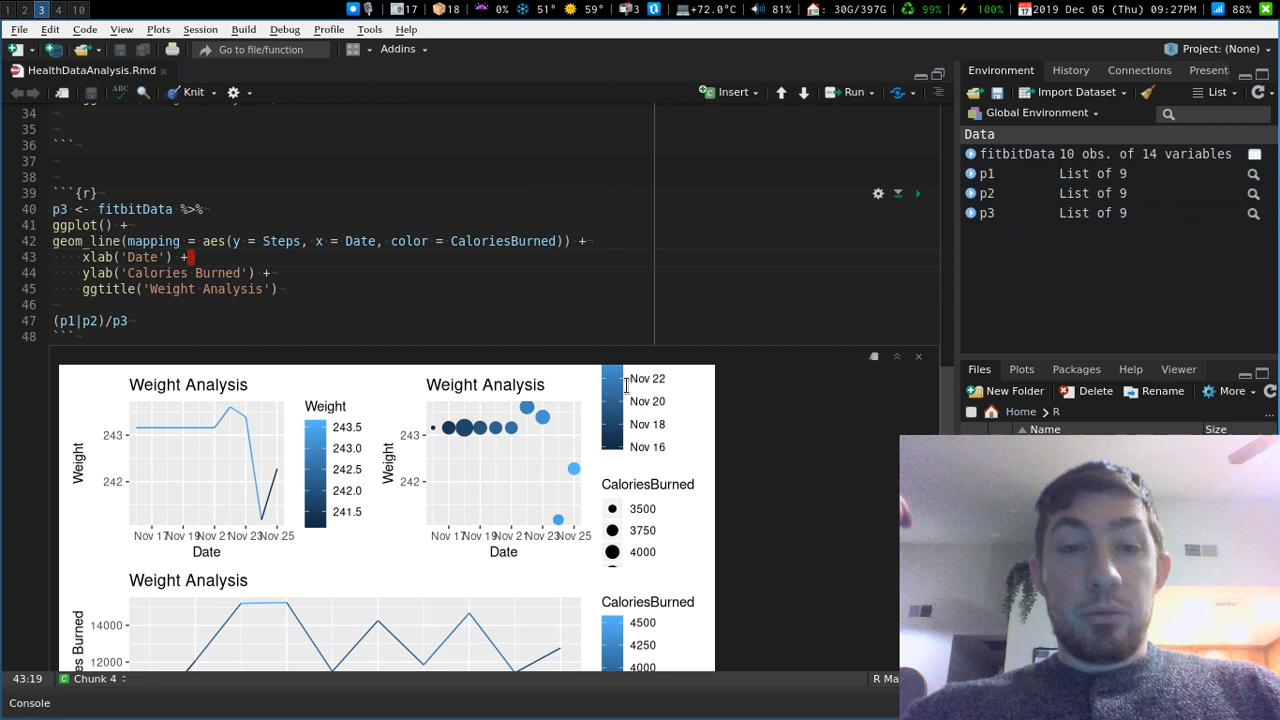 1 2 3 4 10
17 18 0% 51° 59° 3 +72.0°C 81% 30G/397G 99% 100% 2019 Dec 05 (Thu) 09:27PM 88%
File Edit Code View Plots Session Build Debug Profile Tools Help
Go to file/function Addins Project: (None)
HealthDataAnalysis.Rmd
ABC Knit Insert Run
34
35
36 ```
37
38
39 ```{r}
40 p3 <- fitbitData %>%
41 ggplot() +
42 geom_line(mapping = aes(y = Steps, x = Date, color = CaloriesBurned)) +
43 xlab('Date') +
44 ylab('Calories Burned') +
45 ggtitle('Weight Analysis')
46
47 (p1|p2)/p3
48 ```
Weight Analysis
Weight
243
242
Nov 17 Nov 19 Nov 2 Nov 23 Nov 25
Date
Weight
243.5
243.0
242.5
242.0
241.5
Weight Analysis
Weight
243
242
Nov 17 Nov 19 Nov 21 Nov 23 Nov 25
Date
Nov 22
Nov 20
Nov 18
Nov 16
CaloriesBurned
3500
3750
4000
Weight Analysis
es Burned
14000
12000
CaloriesBurned
4500
4250
4000
43:19 Chunk 4 R Ma
Console
Environment History Connections Present
Import Dataset List
Global Environment
Data
fitbitData 10 obs. of 14 variables
p1 List of 9
p2 List of 9
p3 List of 9
Files Plots Packages Help Viewer
New Folder Delete Rename More
Home R ...
Name Size